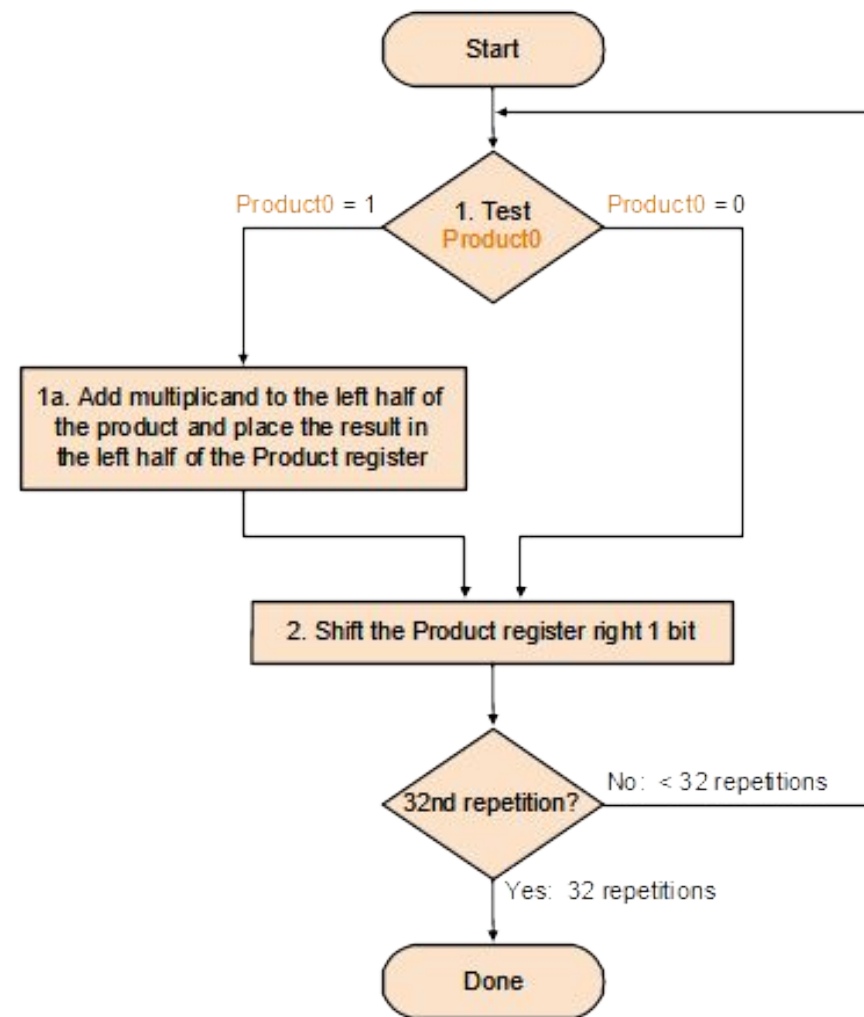 Start
Product0 = 1
1. Test
Product0
Product0 = 0
1a. Add multiplicand to the left half of
the product and place the result in
the left half of the Product register
2. Shift the Product register right 1 bit
32nd repetition?
No: < 32 repetitions
Yes: 32 repetitions
Done